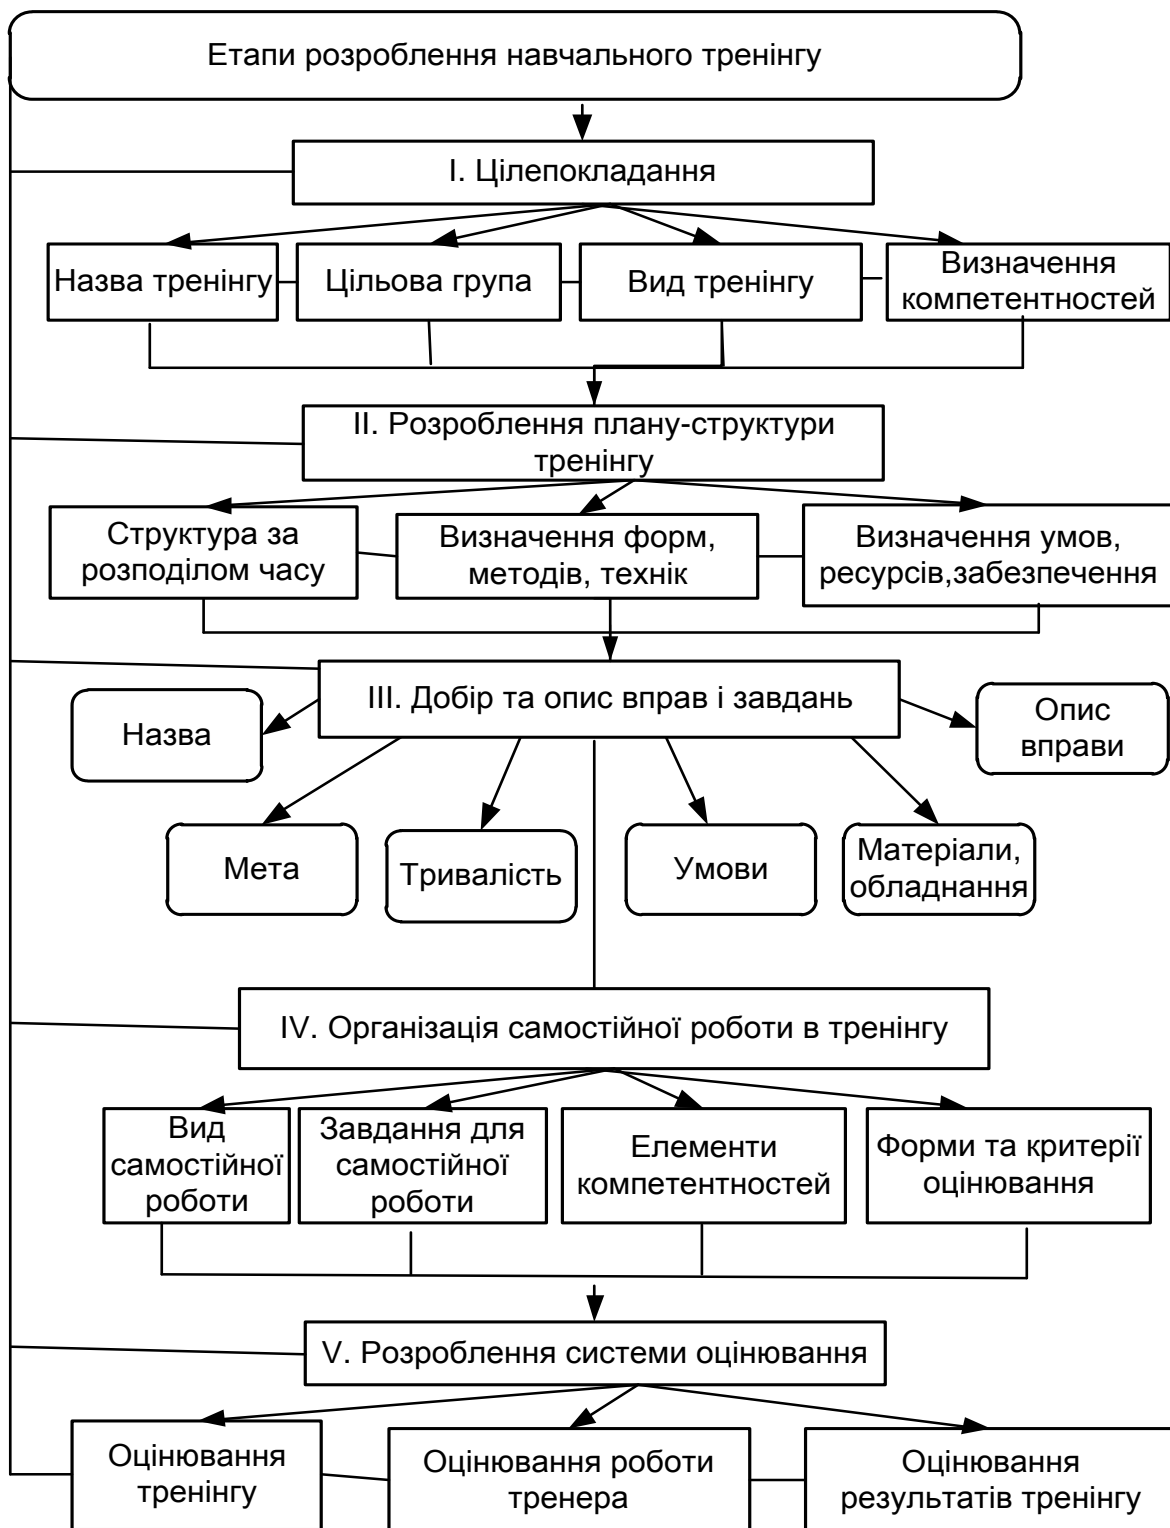 Етапи розроблення навчального тренінгу
I. Цілепокладання
Назва тренінгу
Цільова група
Вид тренінгу
Визначення
компетентностей
II. Розроблення плану-структури
тренінгу
Структура за
розподілом часу
Визначення форм,
методів, технік
Визначення умов,
ресурсів,забезпечення
III. Добір та опис вправ і завдань
Назва
Опис
вправи
Мета
Тривалість
Умови
Матеріали,
обладнання
IV. Організація самостійної роботи в тренінгу
Вид
самостійної
роботи
Завдання для
самостійної
роботи
Елементи
компетентностей
Форми та критерії
оцінювання
V. Розроблення системи оцінювання
Оцінювання
тренінгу
Оцінювання роботи
тренера
Оцінювання
результатів тренінгу